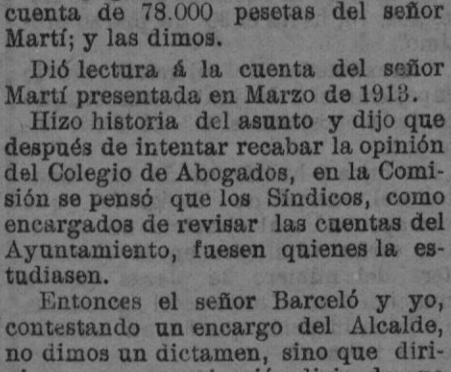 cuenta de 78.000 pesetas del señor
Martí; y las dimos.
Dió lectura á la cuenta del señor
Martí presentada en Marzo de 1913.
Hizo historia del asunto y dijo que
después de intentar recabar la opinión
del Colegio de Abogados, en la Comi-
sión se pensó que los Síndicos, como
encargados de revisar las cuentas del
Ayuntamiento, fuesen quienes la es-
tudiasen.
Entonces el señor Barceló y yo,
contestando un encargo del Alcalde,
no dimos un dictamen, sino que diri-